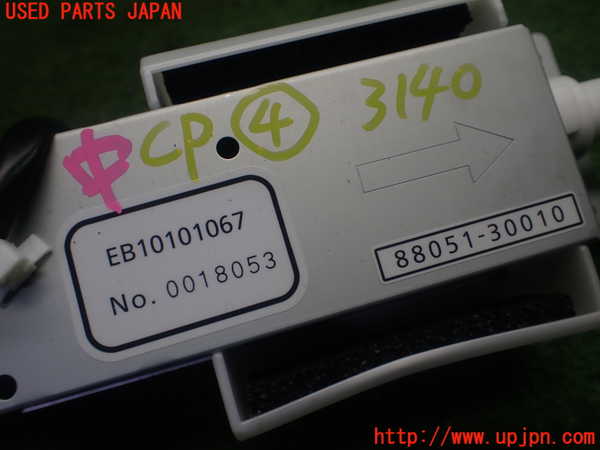 USED PARTS JAPAN
中 CP ④ 3140
EB10101067
No. 0018053
88051-30010
http://www.upjpn.com/